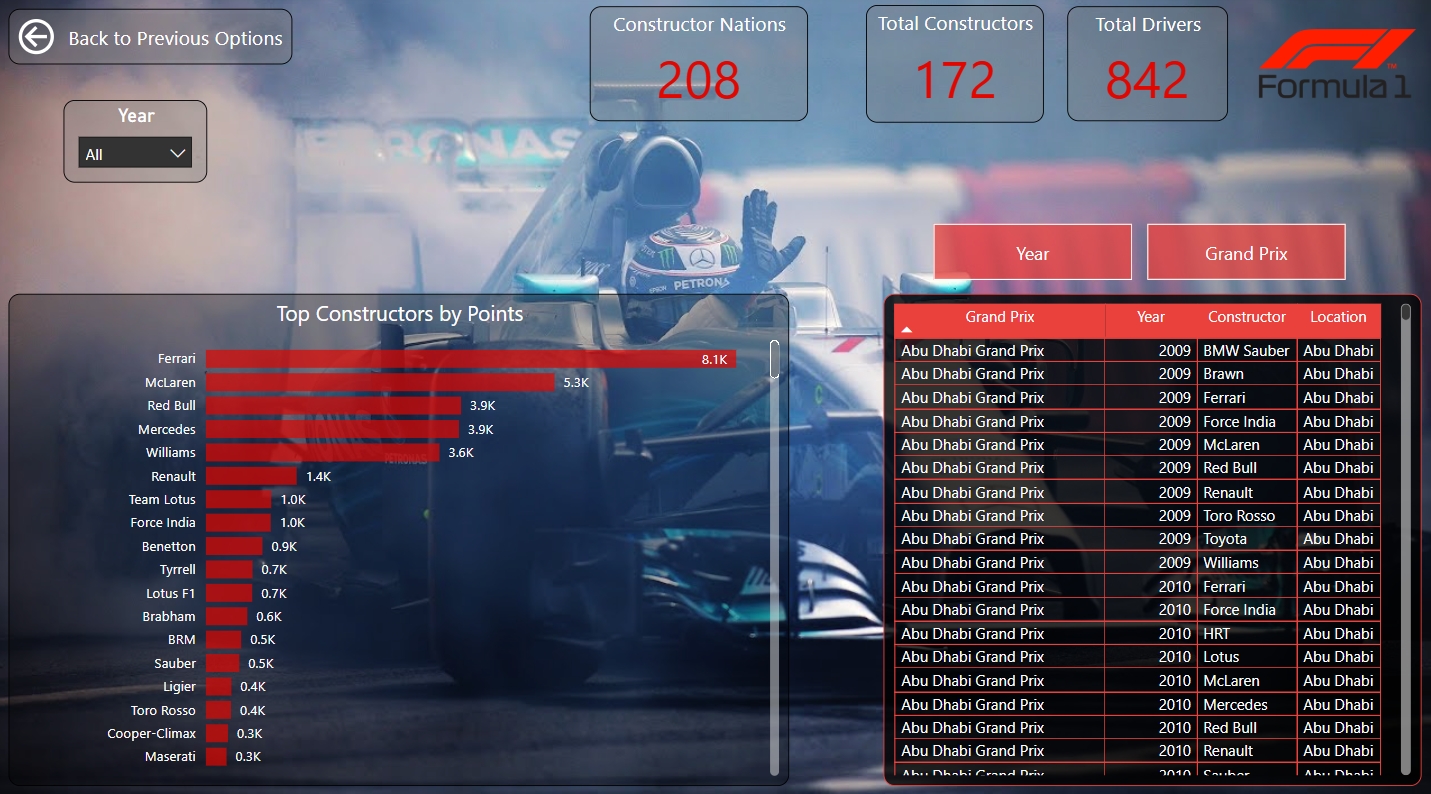 Back to Previous Options
Constructor Nations
208
Total Constructors
172
Total Drivers
842
F1™
Formula 1
Year
All
PETRONAS
PETRONAS
EPSON
Year
Grand Prix
Top Constructors by Points
Ferrari 8.1K
McLaren 5.3K
Red Bull 3.9K
Mercedes 3.9K
Williams 3.6K
Renault 1.4K
Team Lotus 1.0K
Force India 1.0K
Benetton 0.9K
Tyrrell 0.7K
Lotus F1 0.7K
Brabham 0.6K
BRM 0.5K
Sauber 0.5K
Ligier 0.4K
Toro Rosso 0.4K
Cooper-Climax 0.3K
Maserati 0.3K
PETRONAS
Grand Prix Year Constructor Location
Abu Dhabi Grand Prix 2009 BMW Sauber Abu Dhabi
Abu Dhabi Grand Prix 2009 Brawn Abu Dhabi
Abu Dhabi Grand Prix 2009 Ferrari Abu Dhabi
Abu Dhabi Grand Prix 2009 Force India Abu Dhabi
Abu Dhabi Grand Prix 2009 McLaren Abu Dhabi
Abu Dhabi Grand Prix 2009 Red Bull Abu Dhabi
Abu Dhabi Grand Prix 2009 Renault Abu Dhabi
Abu Dhabi Grand Prix 2009 Toro Rosso Abu Dhabi
Abu Dhabi Grand Prix 2009 Toyota Abu Dhabi
Abu Dhabi Grand Prix 2009 Williams Abu Dhabi
Abu Dhabi Grand Prix 2010 Ferrari Abu Dhabi
Abu Dhabi Grand Prix 2010 Force India Abu Dhabi
Abu Dhabi Grand Prix 2010 HRT Abu Dhabi
Abu Dhabi Grand Prix 2010 Lotus Abu Dhabi
Abu Dhabi Grand Prix 2010 McLaren Abu Dhabi
Abu Dhabi Grand Prix 2010 Mercedes Abu Dhabi
Abu Dhabi Grand Prix 2010 Red Bull Abu Dhabi
Abu Dhabi Grand Prix 2010 Renault Abu Dhabi
Abu Dhabi Grand Prix 2010 Sauber Abu Dhabi